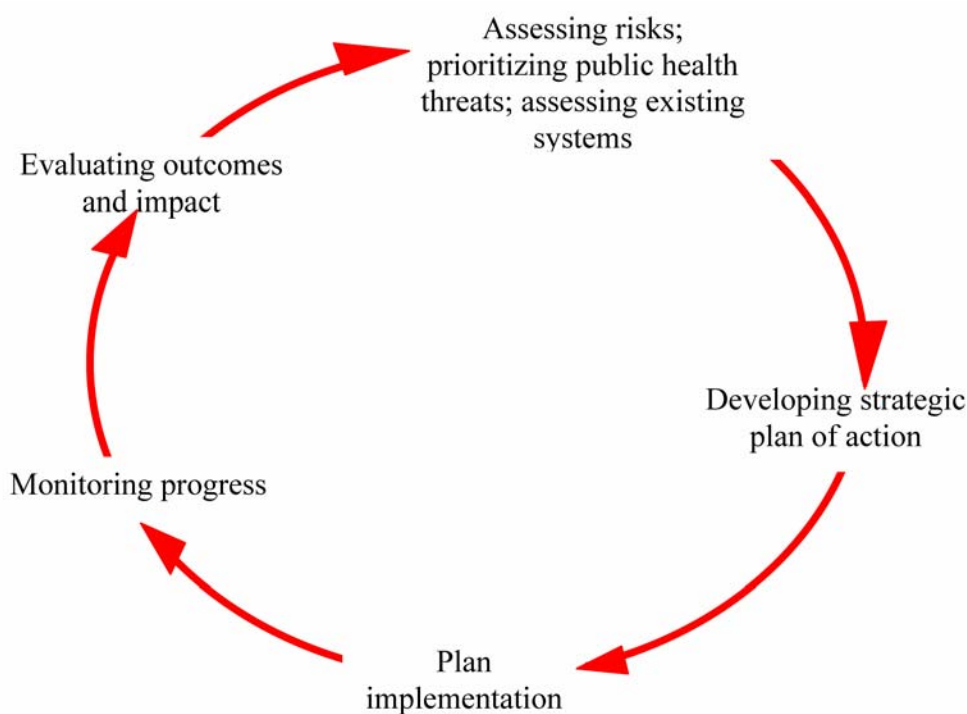 Assessing risks;
prioritizing public health
threats; assessing existing
systems
Developing strategic
plan of action
Plan
implementation
Monitoring progress
Evaluating outcomes
and impact